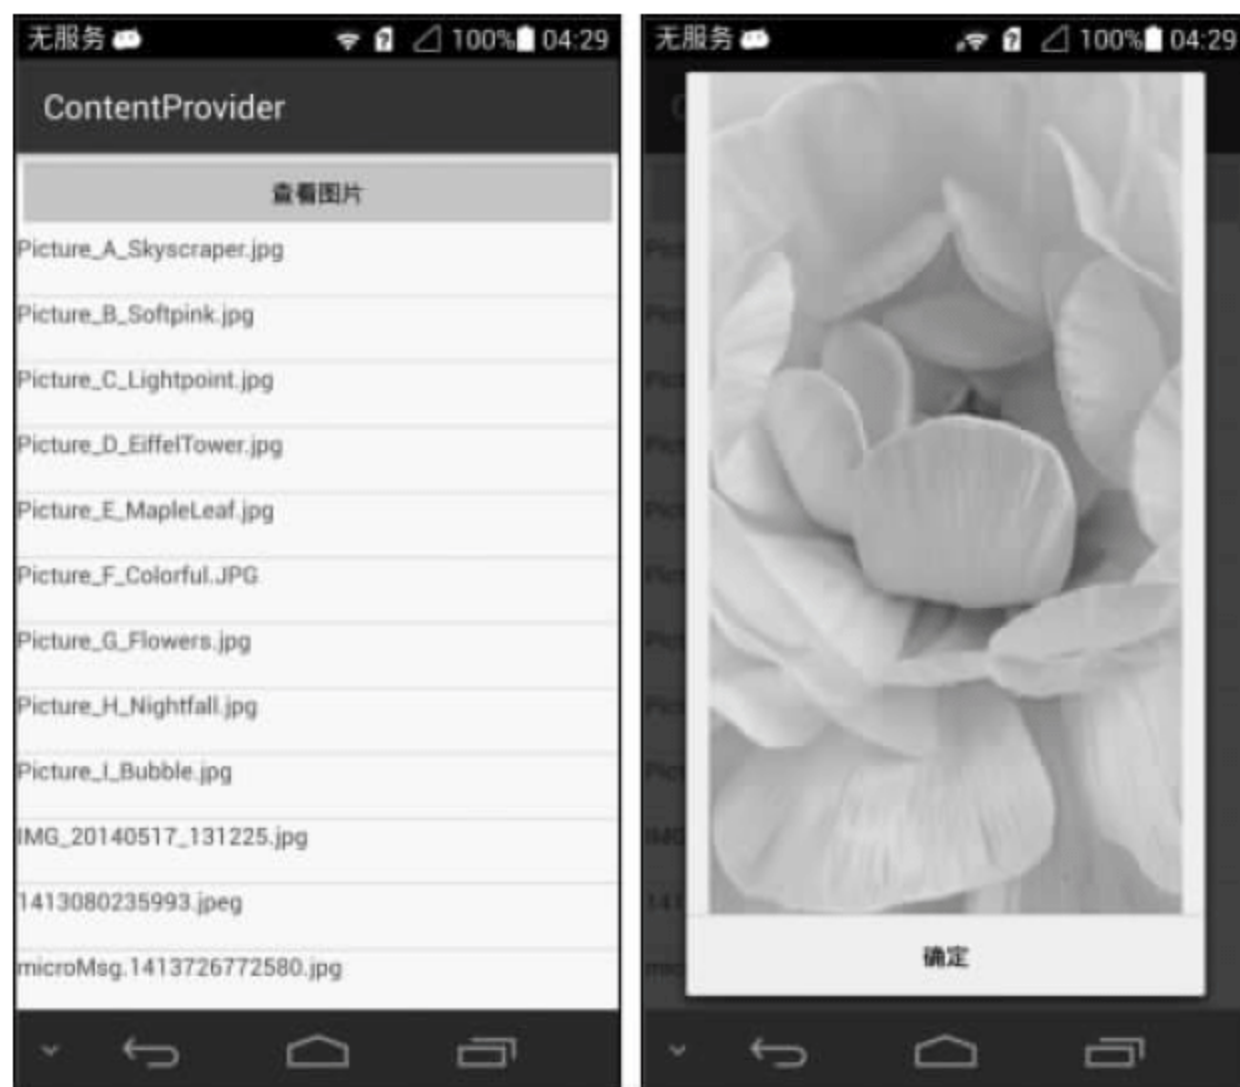 无服务 100% 04:29
ContentProvider
查看图片
Picture_A_Skyscraper.jpg
Picture_B_Softpink.jpg
Picture_C_Lightpoint.jpg
Picture_D_EiffelTower.jpg
Picture_E_MapleLeaf.jpg
Picture_F_Colorful.JPG
Picture_G_Flowers.jpg
Picture_H_Nightfall.jpg
Picture_I_Bubble.jpg
IMG_20140517_131225.jpg
1413080235993.jpeg
microMsg.1413726772580.jpg
无服务 100% 04:29
确定